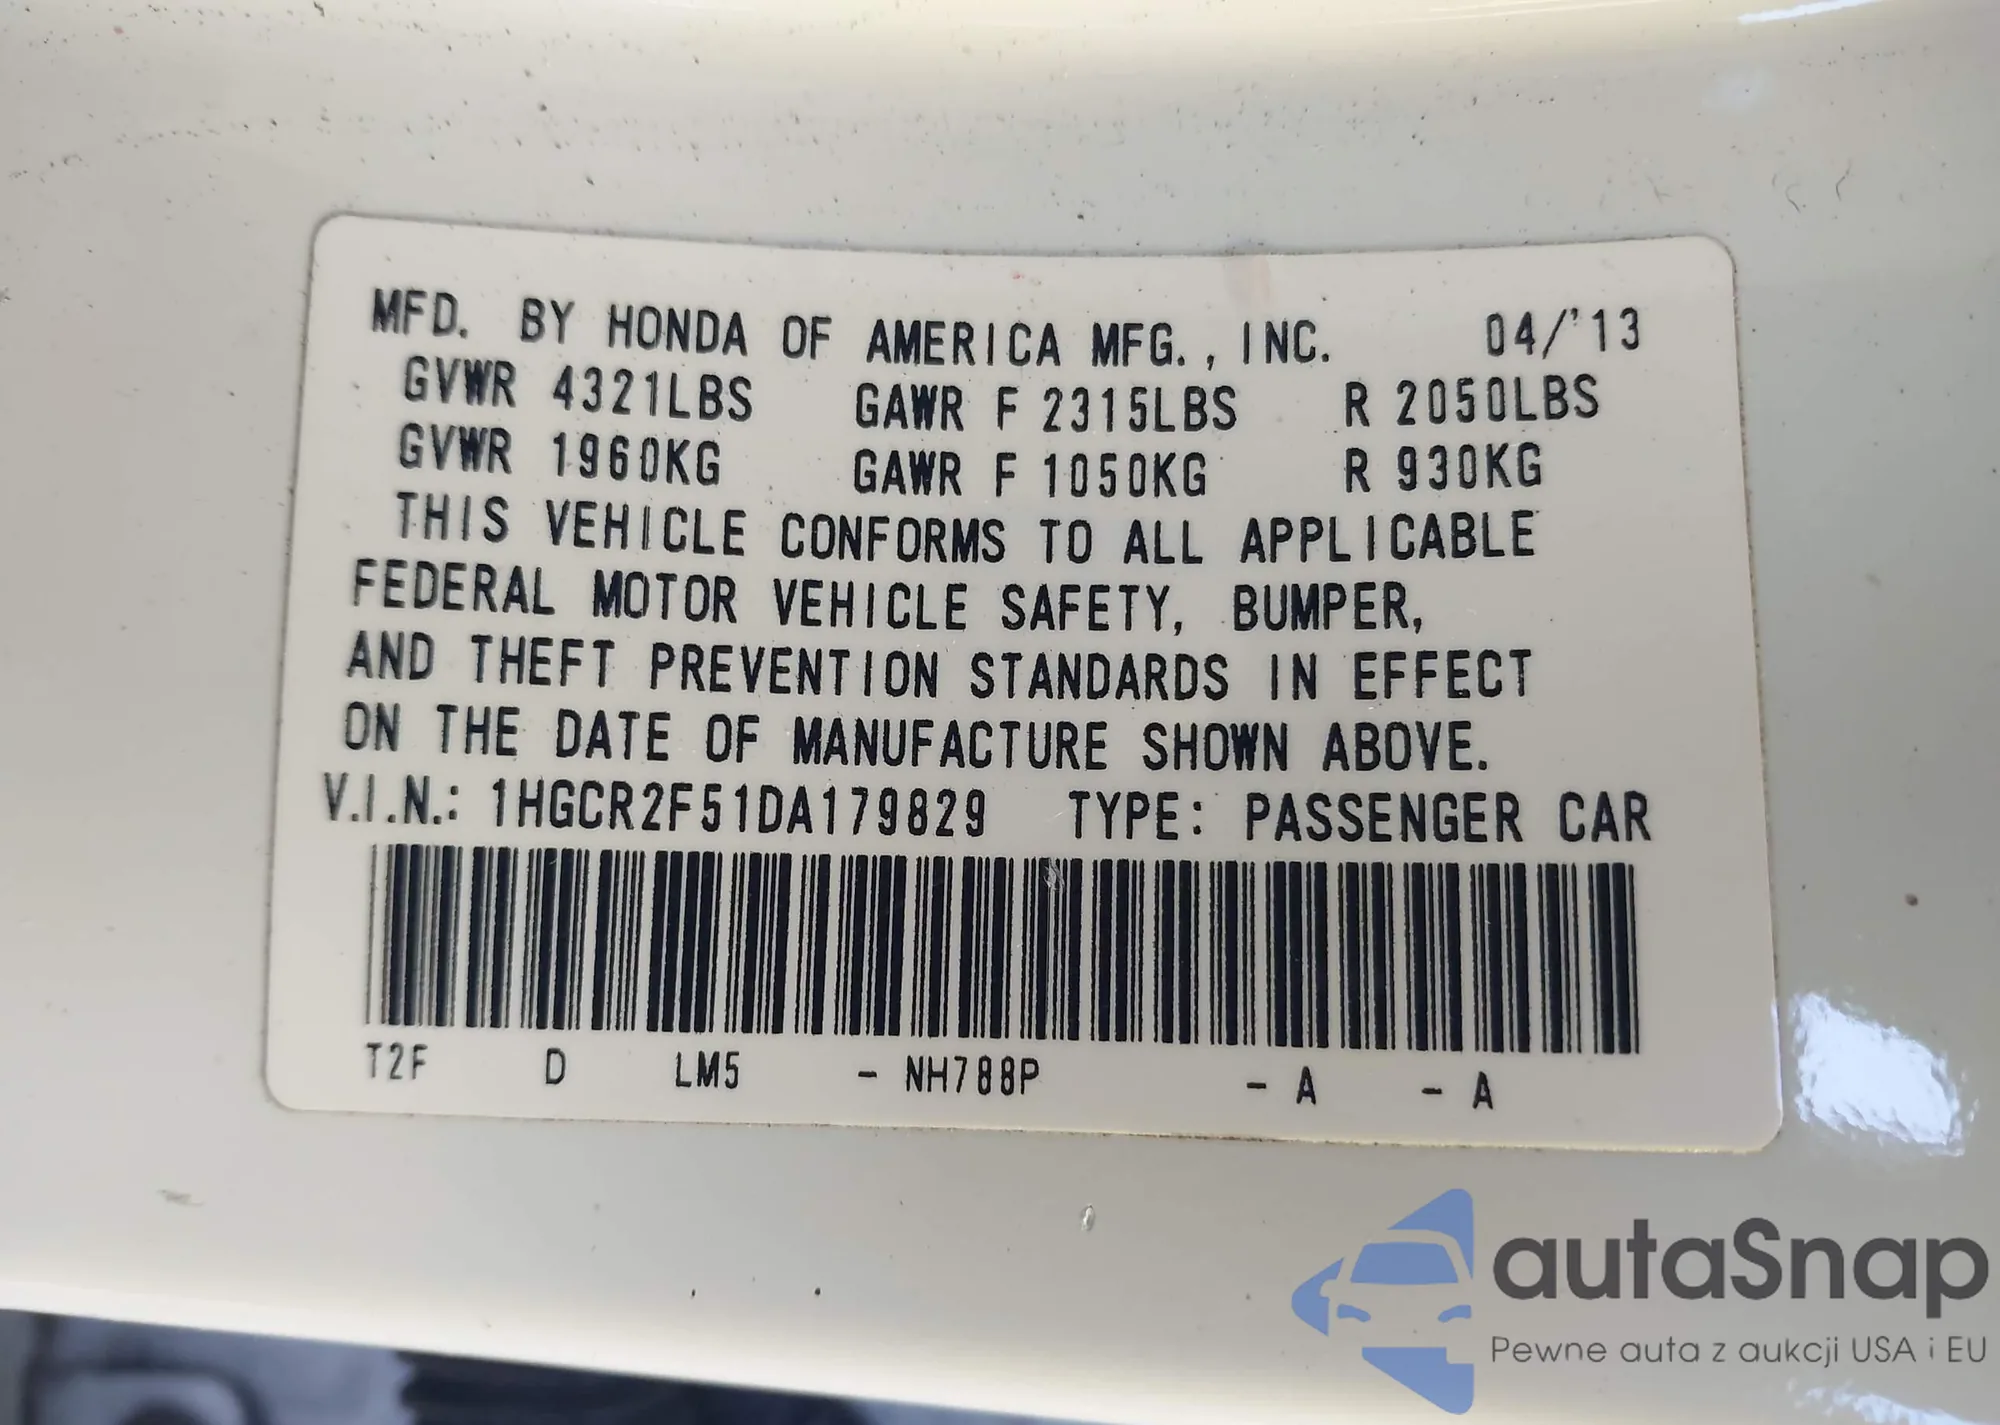 MFD. BY HONDA OF AMERICA MFG., INC. 04/'13
GVWR 4321LBS GAWR F 2315LBS R 2050LBS
GVWR 1960KG GAWR F 1050KG R 930KG
THIS VEHICLE CONFORMS TO ALL APPLICABLE
FEDERAL MOTOR VEHICLE SAFETY, BUMPER,
AND THEFT PREVENTION STANDARDS IN EFFECT
ON THE DATE OF MANUFACTURE SHOWN ABOVE.
V.I.N.: 1HGCR2F51DA179829 TYPE: PASSENGER CAR
T2F D LM5 - NH788P - A - A
autaSnap
Pewne auta z aukcji USA i EU